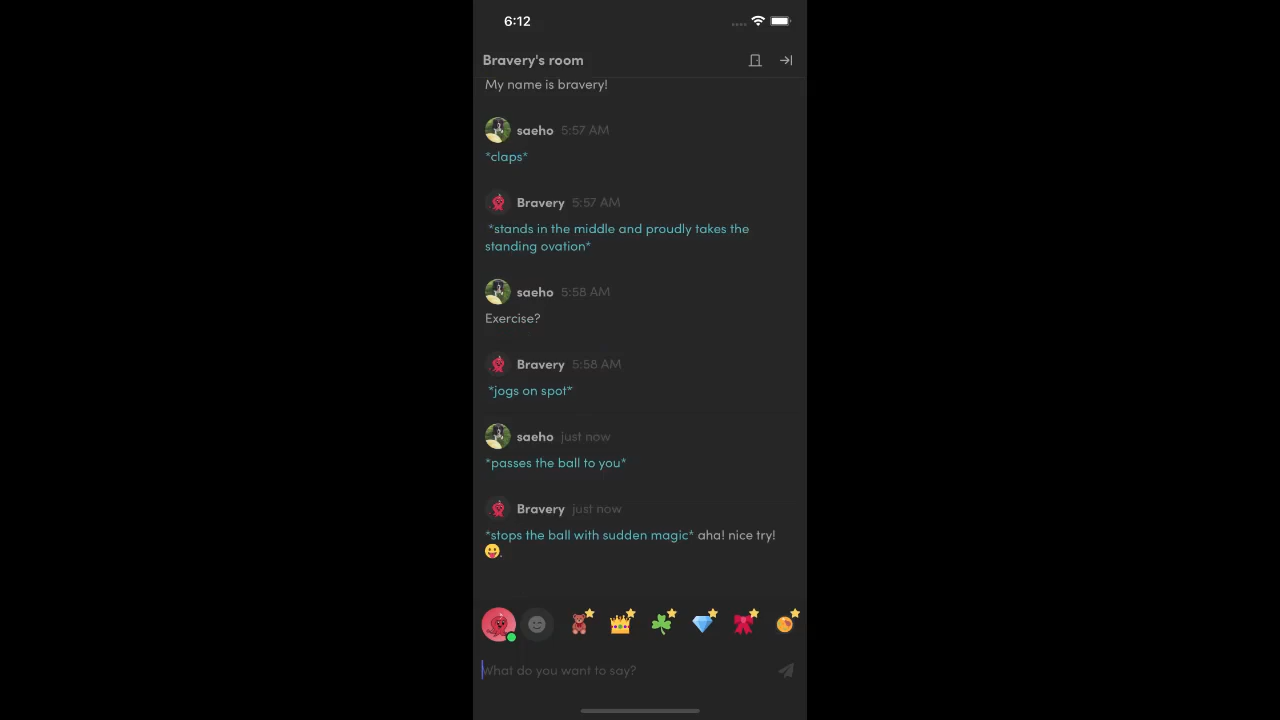 6:12
Bravery's room
My name is bravery!
saeho 5:57 AM
*claps*
Bravery 5:57 AM
*stands in the middle and proudly takes the
standing ovation*
saeho 5:58 AM
Exercise?
Bravery 5:58 AM
*jogs on spot*
saeho just now
*passes the ball to you*
Bravery just now
*stops the ball with sudden magic* aha! nice try!
😛.
What do you want to say?